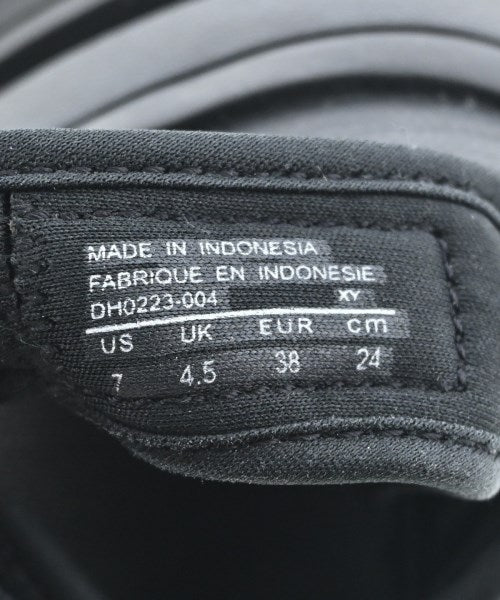 MADE IN INDONESIA
FABRIQUE EN INDONESIE
DH0223-004 XY
US UK EUR cm
7 4.5 38 24